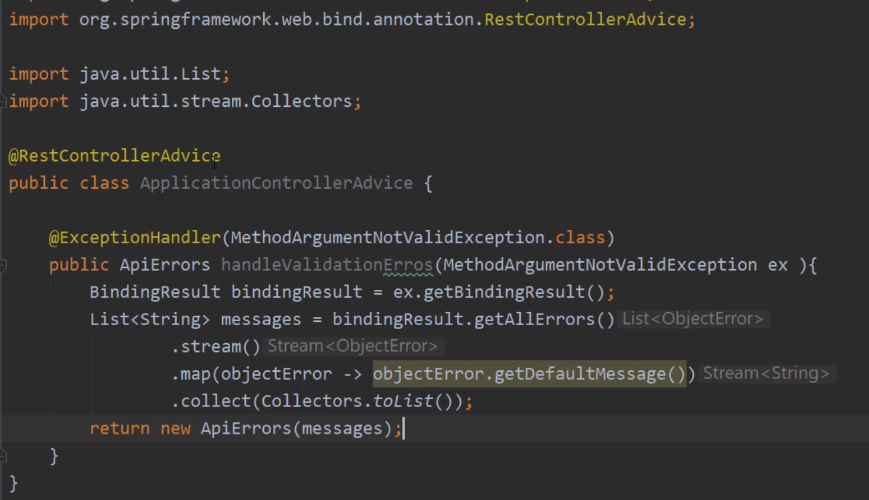 import org.springframework.web.bind.annotation.RestControllerAdvice;
import java.util.List;
import java.util.stream.Collectors;
@RestControllerAdvice
public class ApplicationControllerAdvice {
@ExceptionHandler(MethodArgumentNotValidException.class)
public ApiErrors handleValidationErros(MethodArgumentNotValidException ex ){
BindingResult bindingResult = ex.getBindingResult();
List<String> messages = bindingResult.getAllErrors() List<ObjectError>
.stream() Stream<ObjectError>
.map(objectError -> objectError.getDefaultMessage()) Stream<String>
.collect(Collectors.toList());
return new ApiErrors(messages);
}
}